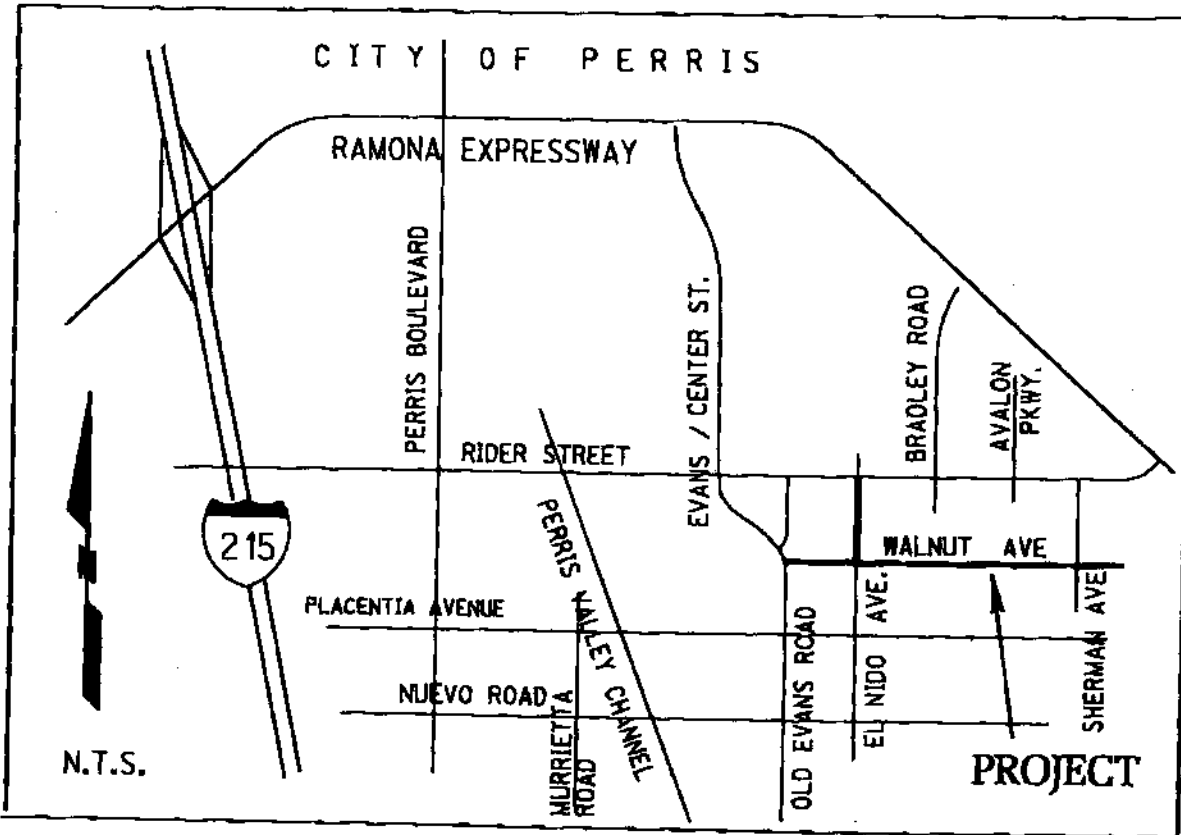 CITY OF PERRIS
RAMONA EXPRESSWAY
PERRIS BOULEVARD
EVANS / CENTER ST.
BRADLEY ROAD
AVALON
PKWY.
RIDER STREET
215
PERRIS VALLEY CHANNEL
WALNUT AVE
PLACENTIA AVENUE
NUEVO ROAD
MURRIETTA
ROAD
OLD EVANS ROAD
EL NIDO AVE.
SHERMAN AVE
N.T.S.
PROJECT